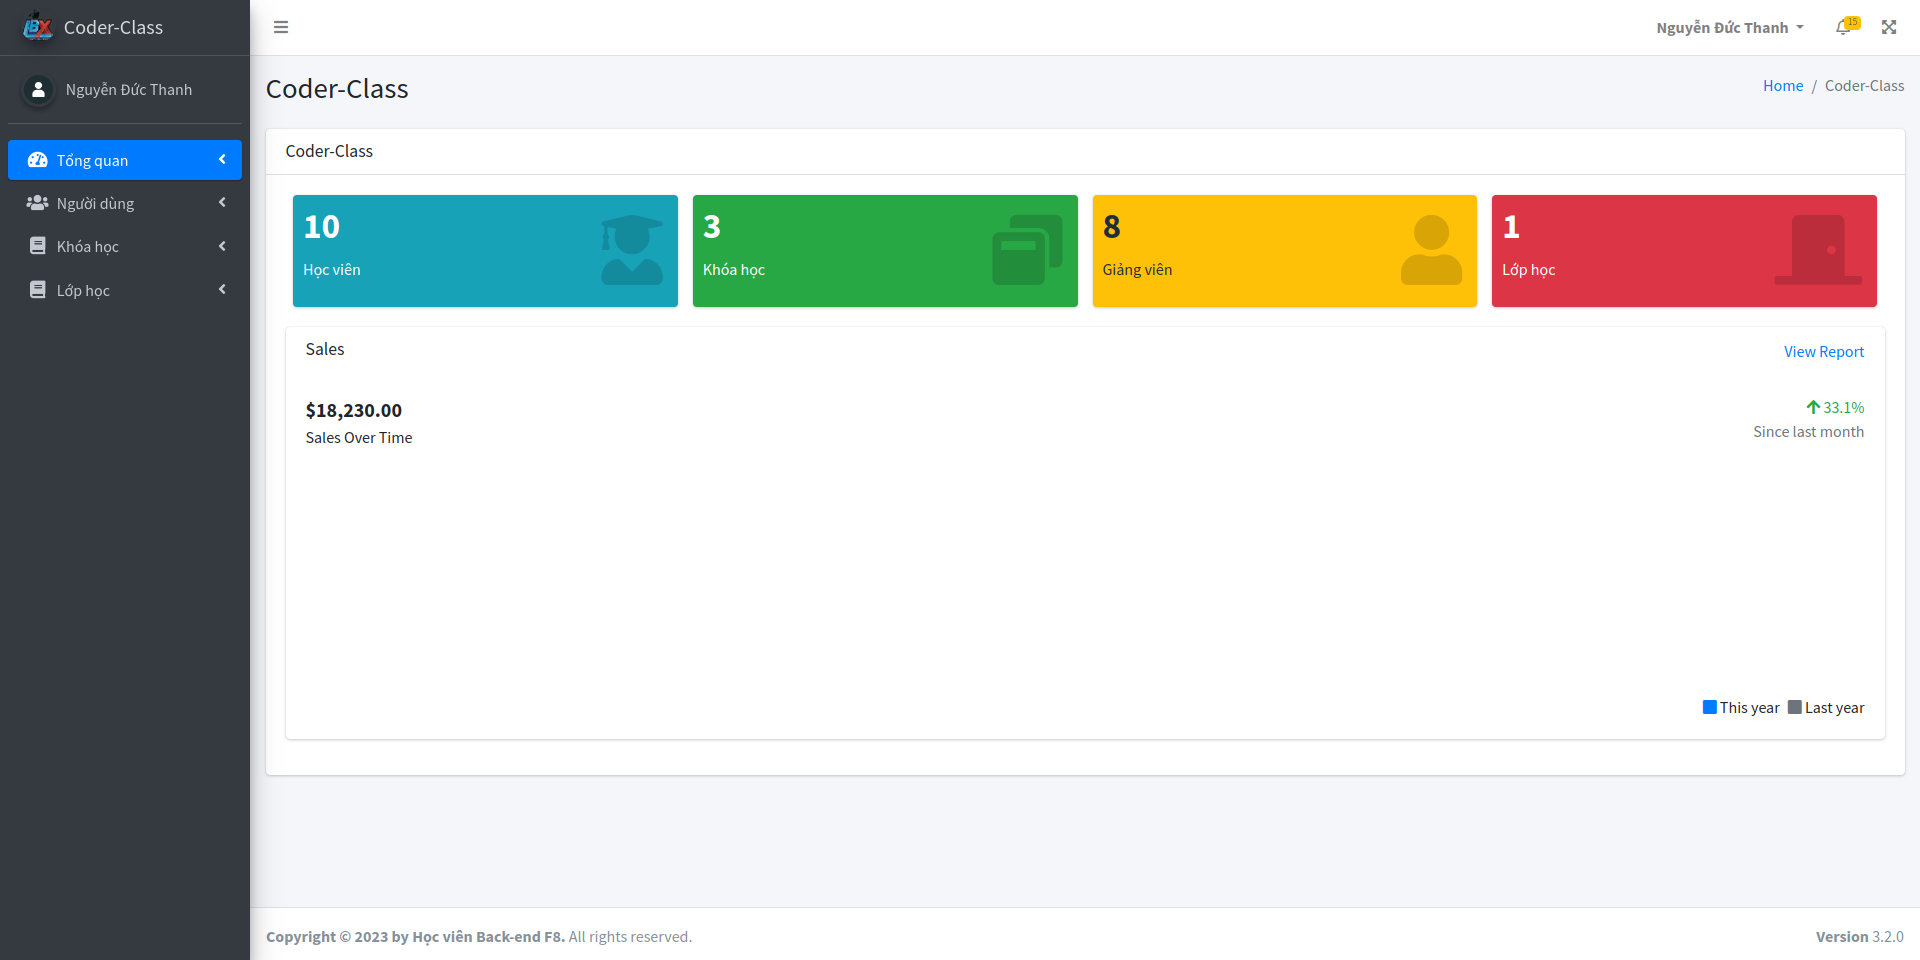 Coder-Class
Nguyễn Đức Thanh
Tổng quan
Người dùng
Khóa học
Lớp học
Nguyễn Đức Thanh
15
Coder-Class
Home / Coder-Class
Coder-Class
10
Học viên
3
Khóa học
8
Giảng viên
1
Lớp học
Sales
View Report
$18,230.00
Sales Over Time
33.1%
Since last month
This year Last year
Copyright © 2023 by Học viên Back-end F8. All rights reserved.
Version 3.2.0